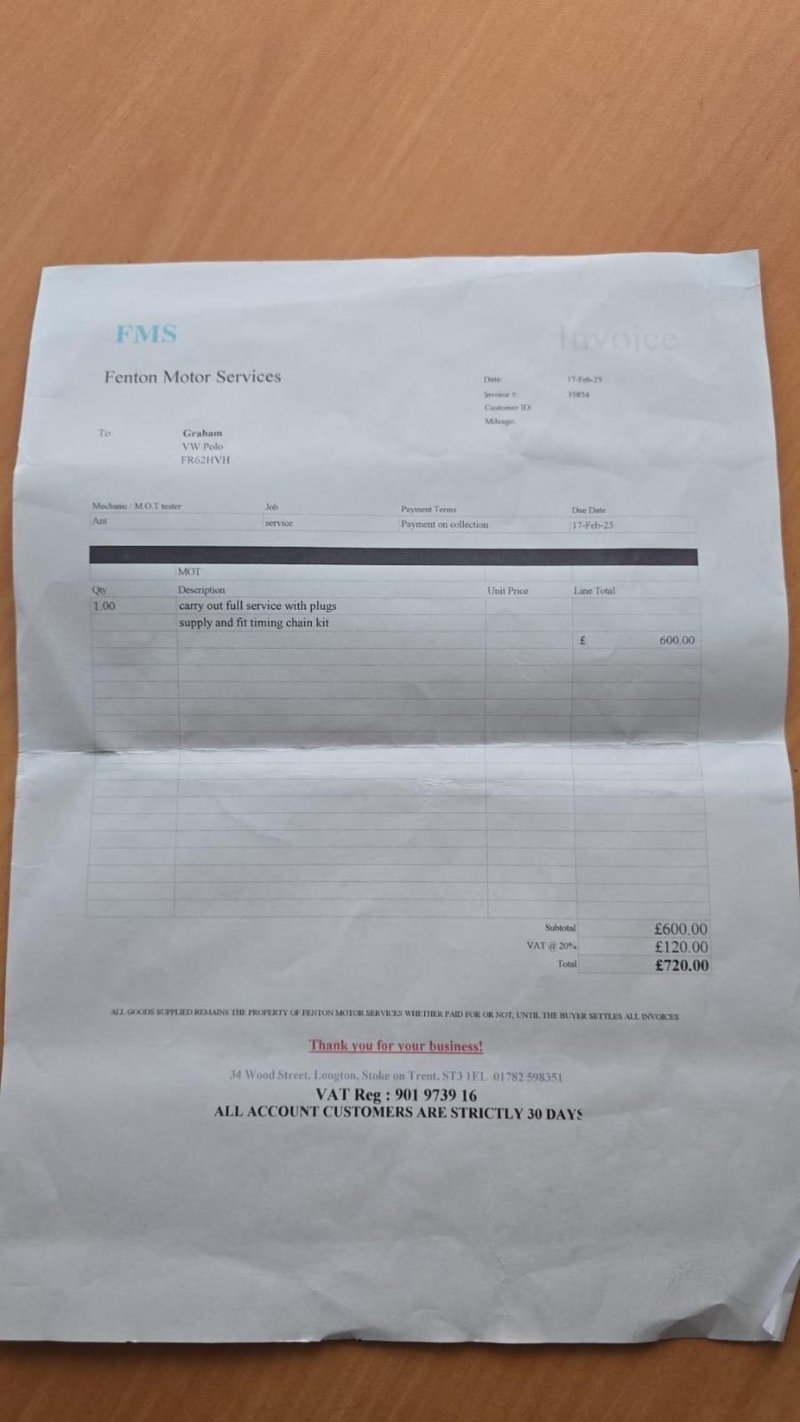 FMS
Invoice
Fenton Motor Services
Date: 17-Feb-25
Invoice #: 35854
Customer ID:
Mileage:
To: Graham
VW Polo
FR62HVH
Mechanic / M.O.T tester Job Payment Terms Due Date
Ant service Payment on collection 17-Feb-25
MOT
Qty Description Unit Price Line Total
1.00 carry out full service with plugs
supply and fit timing chain kit
£ 600.00
Subtotal £600.00
VAT @ 20% £120.00
Total £720.00
ALL GOODS SUPPLIED REMAINS THE PROPERTY OF FENTON MOTOR SERVICES WHETHER PAID FOR OR NOT, UNTIL THE BUYER SETTLES ALL INVOICES
Thank you for your business!
34 Wood Street, Longton, Stoke on Trent, ST3 1EL 01782 598351
VAT Reg : 901 9739 16
ALL ACCOUNT CUSTOMERS ARE STRICTLY 30 DAYS